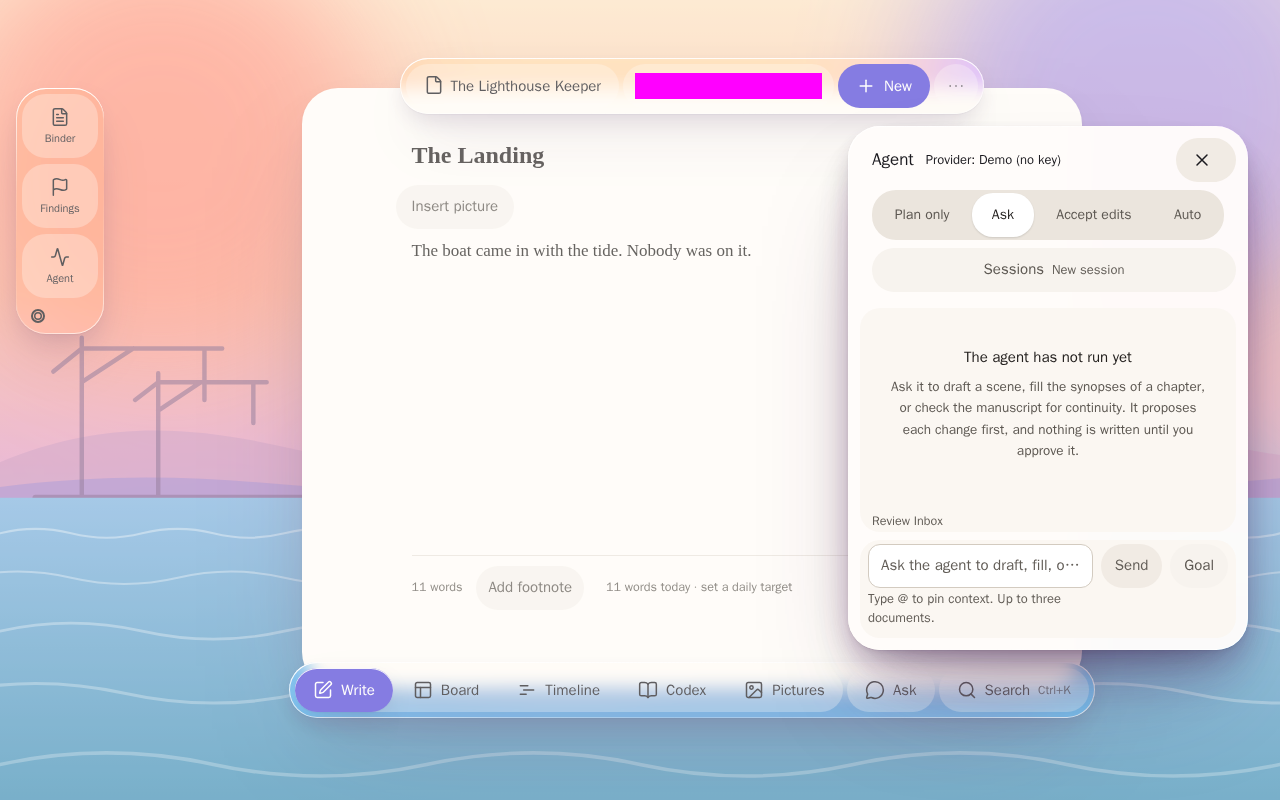 The Lighthouse Keeper
New
Binder
Findings
Agent
The Landing
Insert picture
The boat came in with the tide. Nobody was on it.
11 words
Add footnote
11 words today · set a daily target
Agent
Provider: Demo (no key)
Plan only
Ask
Accept edits
Auto
Sessions New session
The agent has not run yet
Ask it to draft a scene, fill the synopses of a chapter,
or check the manuscript for continuity. It proposes
each change first, and nothing is written until you
approve it.
Review Inbox
Ask the agent to draft, fill, o…
Send
Goal
Type @ to pin context. Up to three
documents.
Write
Board
Timeline
Codex
Pictures
Ask
Search Ctrl+K